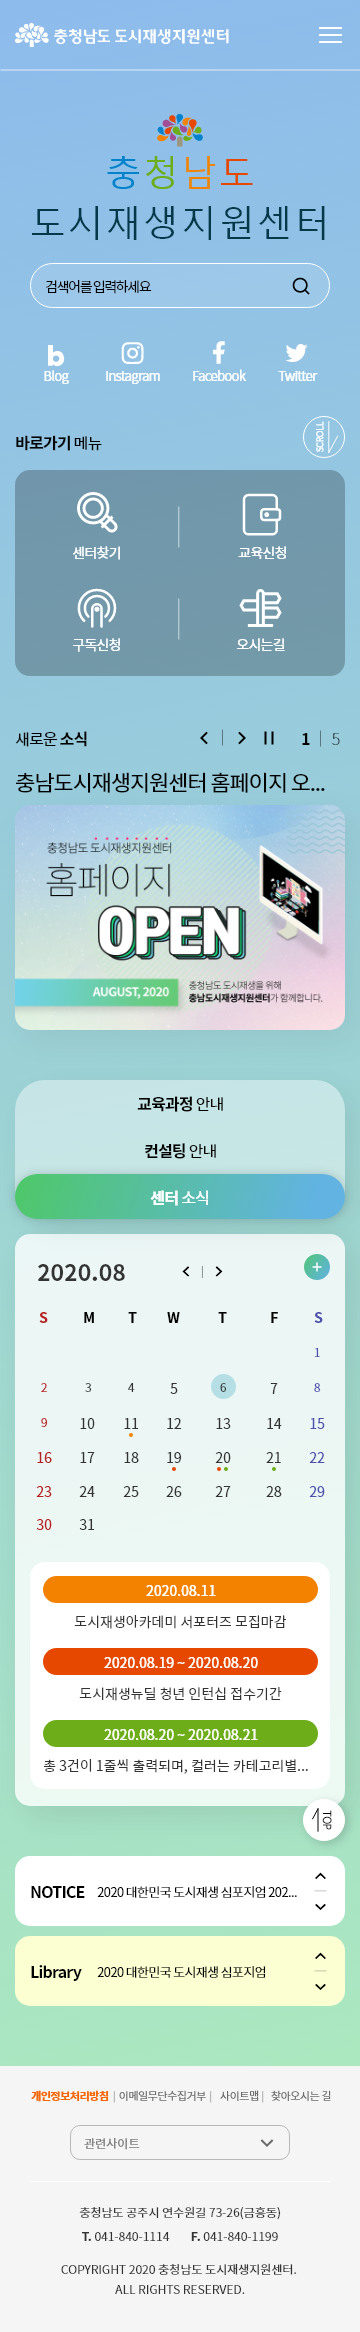 충청남도 도시재생지원센터
충청남도
도시재생지원센터
검색어를 입력하세요
Blog Instagram Facebook Twitter
바로가기 메뉴
SCROLL
센터찾기 교육신청
구독신청 오시는길
새로운 소식 1 5
충남도시재생지원센터 홈페이지 오...
충청남도 도시재생지원센터
홈페이지
OPEN
AUGUST, 2020
충청남도 도시재생을 위해
충남도시재생지원센터가 함께합니다.
교육과정 안내
컨설팅 안내
센터 소식
2020.08 +
S M T W T F S
1
2 3 4 5 6 7 8
9 10 11 12 13 14 15
16 17 18 19 20 21 22
23 24 25 26 27 28 29
30 31
2020.08.11
도시재생아카데미 서포터즈 모집마감
2020.08.19 ~ 2020.08.20
도시재생뉴딜 청년 인턴십 접수기간
2020.08.20 ~ 2020.08.21
총 3건이 1줄씩 출력되며, 컬러는 카테고리별...
TOP
NOTICE 2020 대한민국 도시재생 심포지엄 202...
Library 2020 대한민국 도시재생 심포지엄
개인정보처리방침 | 이메일무단수집거부 | 사이트맵 | 찾아오시는 길
관련사이트
충청남도 공주시 연수원길 73-26(금흥동)
T. 041-840-1114 F. 041-840-1199
COPYRIGHT 2020 충청남도 도시재생지원센터.
ALL RIGHTS RESERVED.